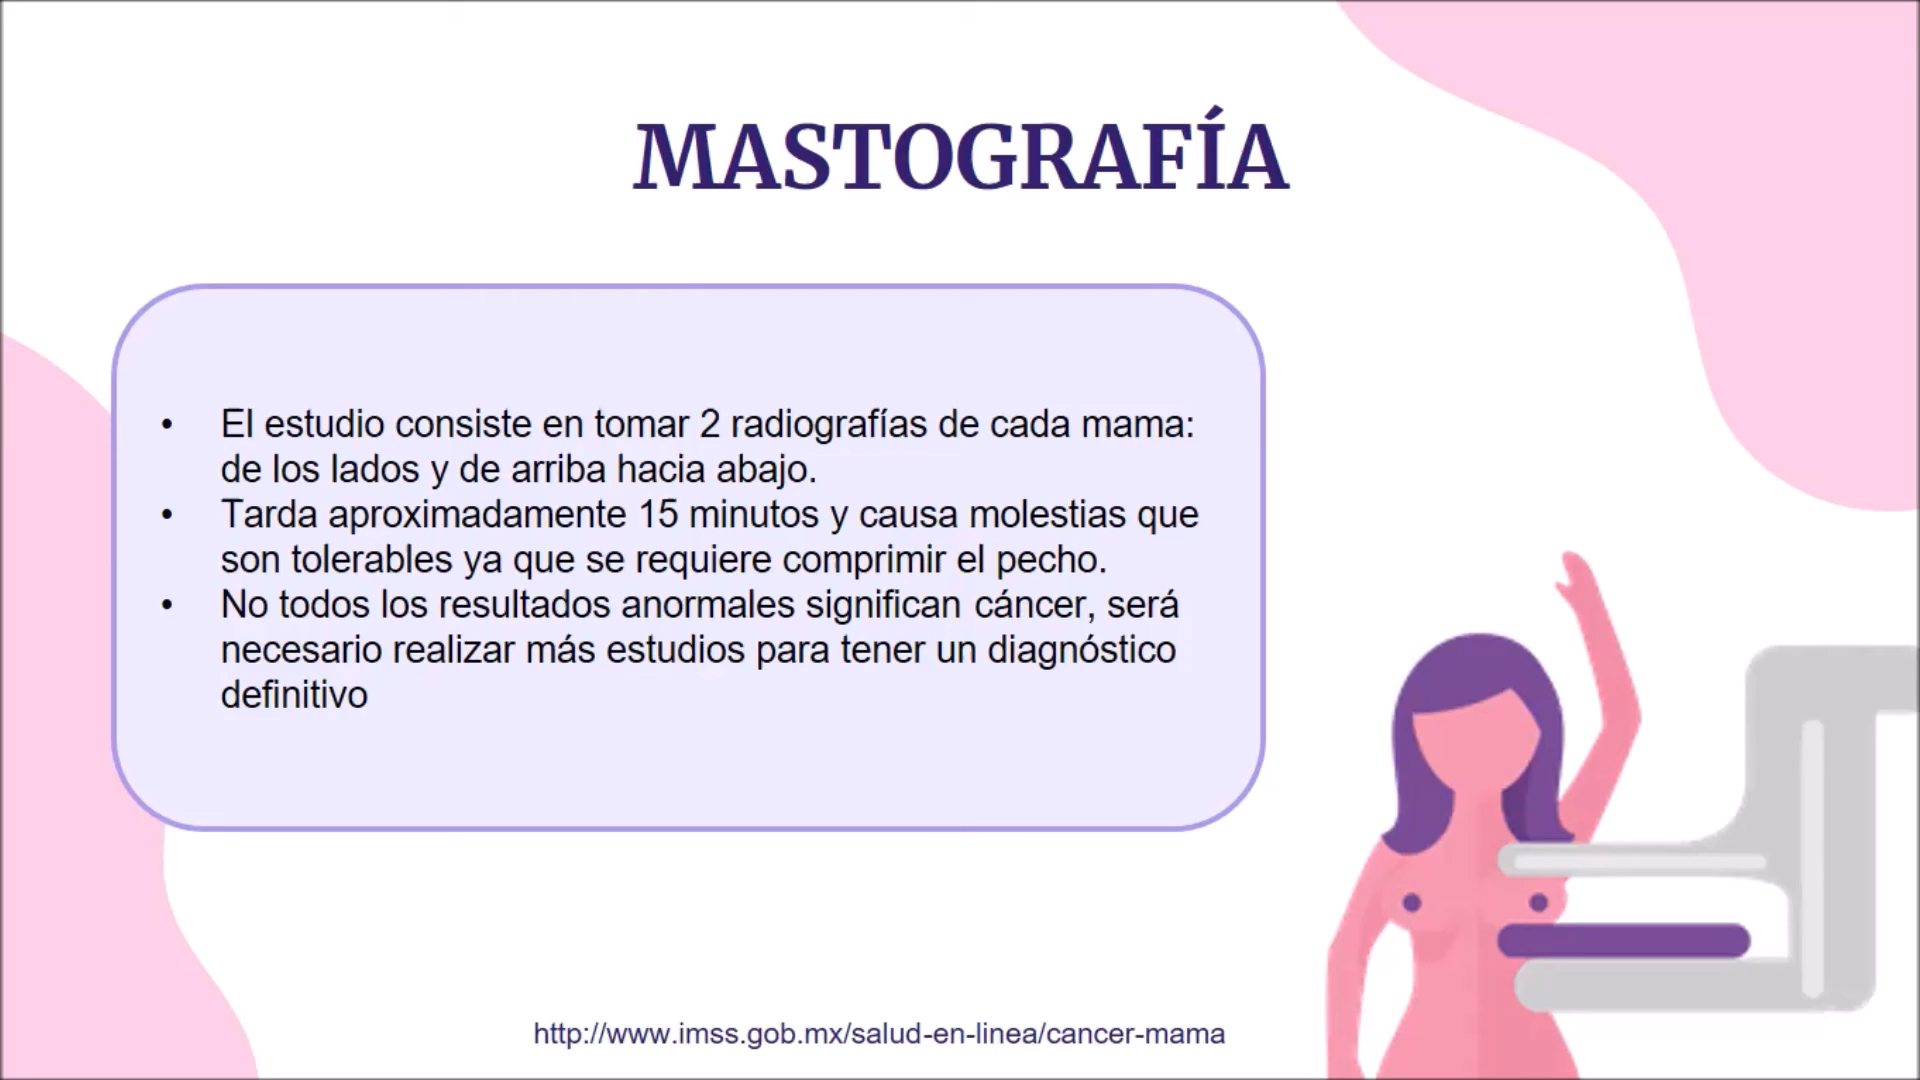 MASTOGRAFÍA
• El estudio consiste en tomar 2 radiografías de cada mama:
de los lados y de arriba hacia abajo.
• Tarda aproximadamente 15 minutos y causa molestias que
son tolerables ya que se requiere comprimir el pecho.
• No todos los resultados anormales significan cáncer, será
necesario realizar más estudios para tener un diagnóstico
definitivo
http://www.imss.gob.mx/salud-en-linea/cancer-mama